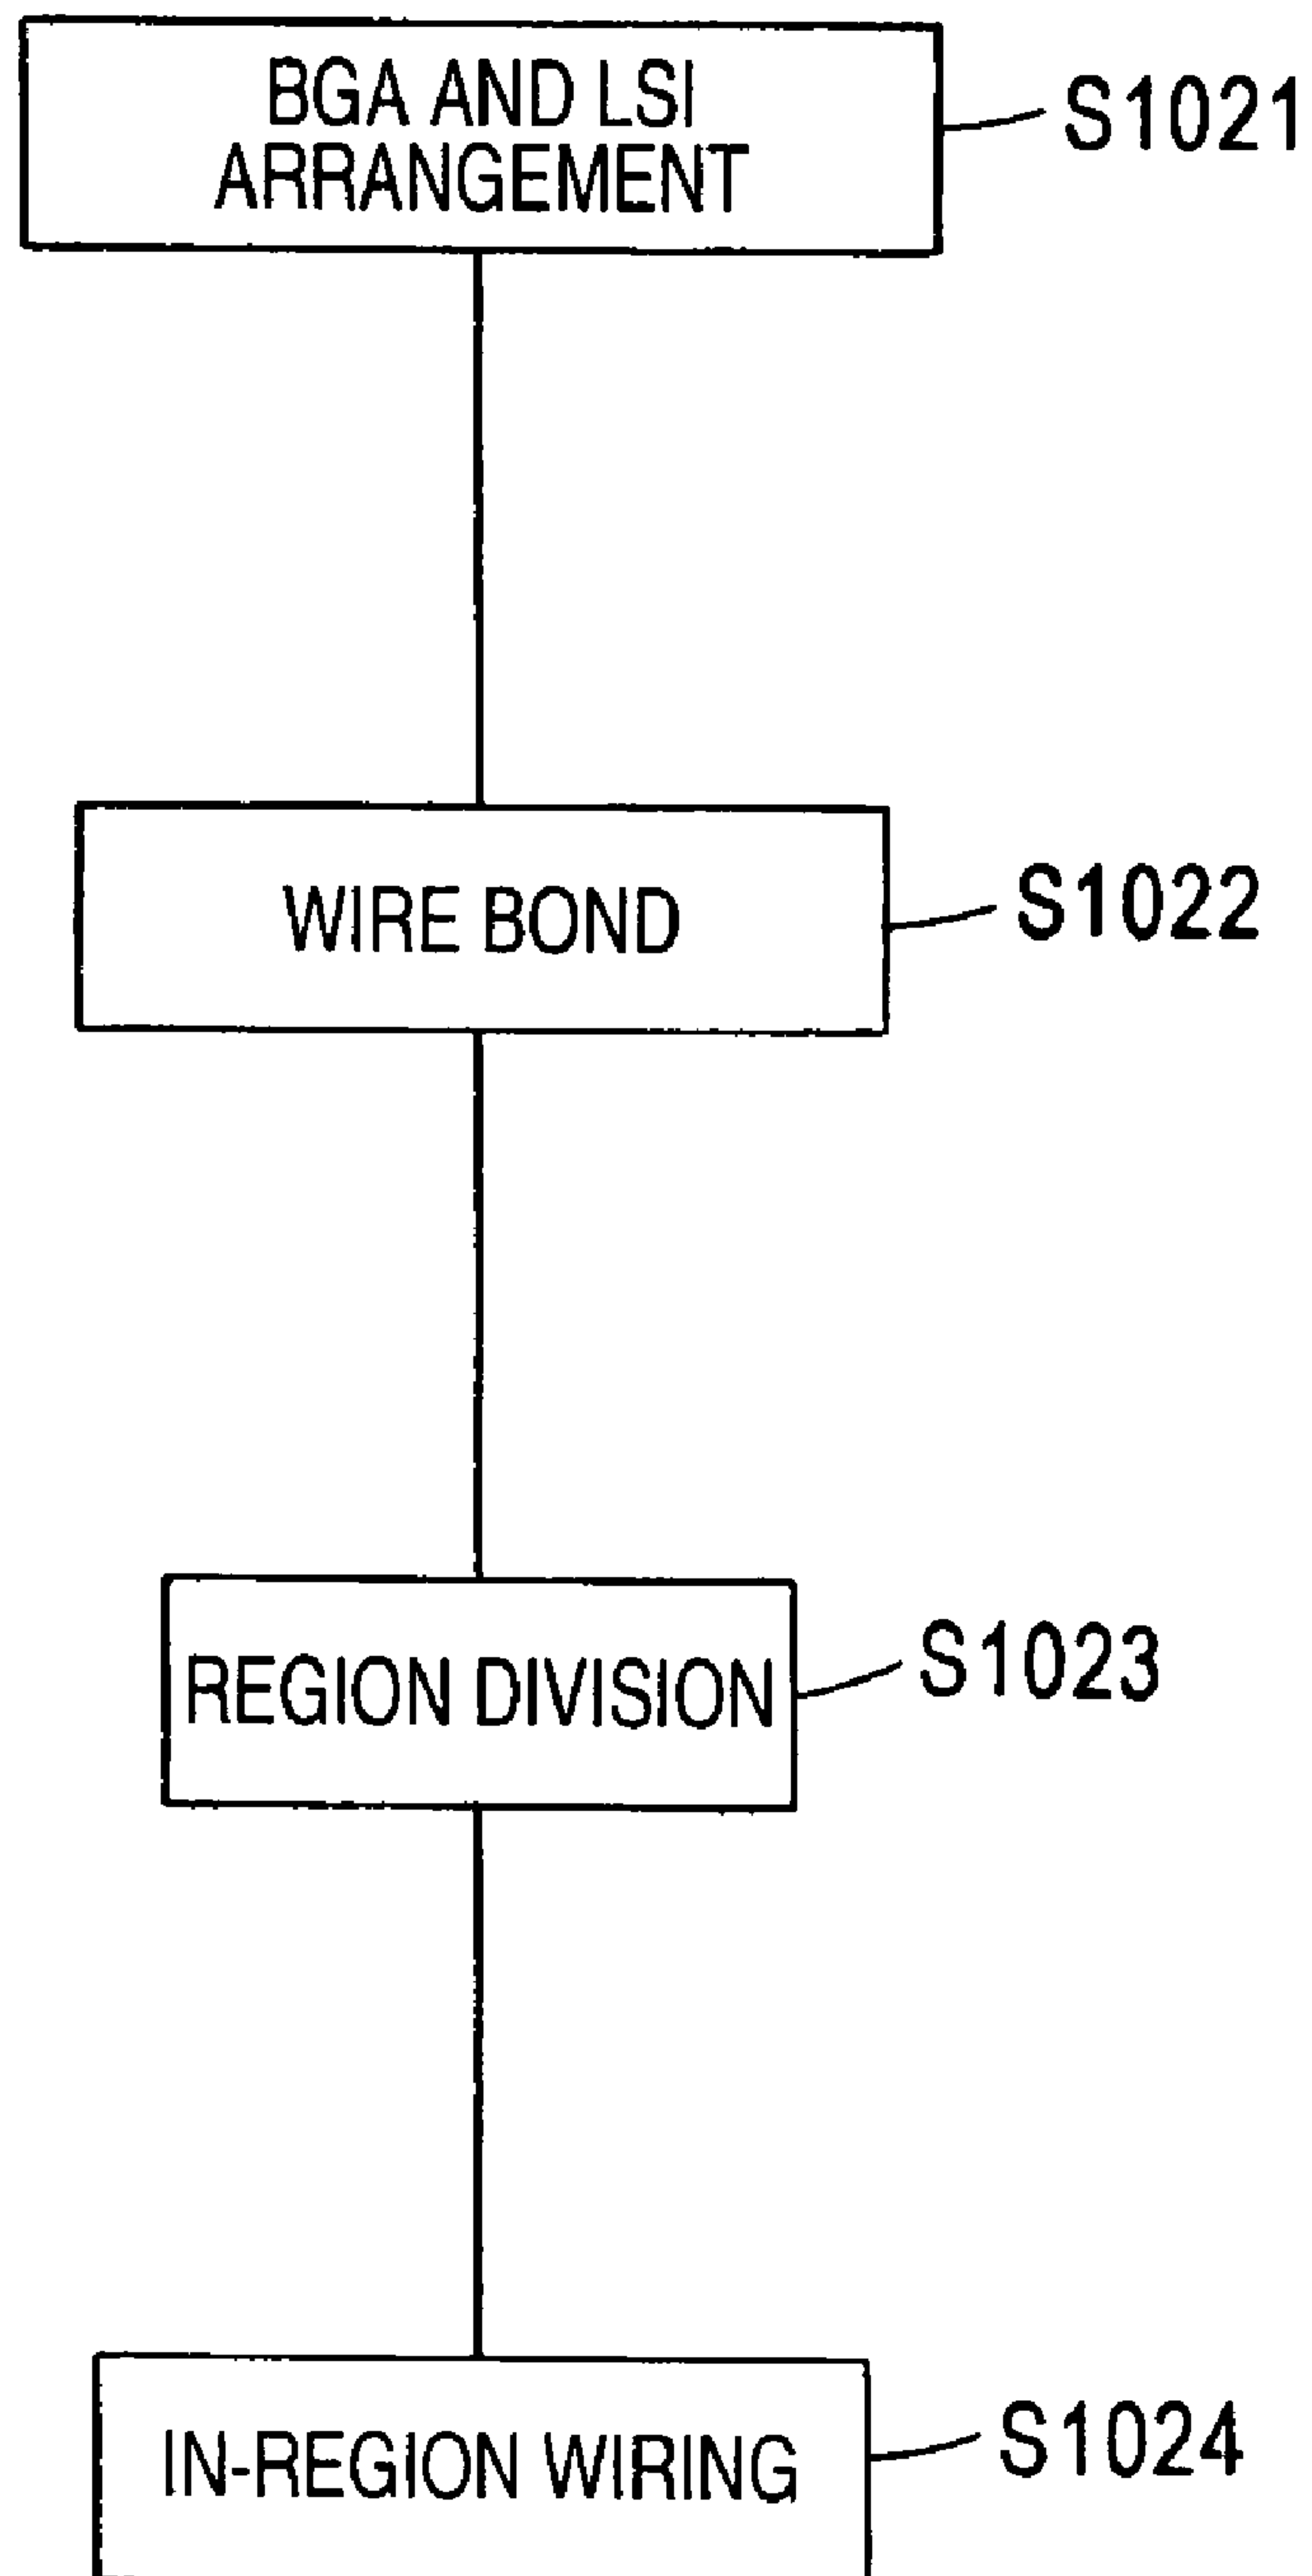 BGA AND LSI
ARRANGEMENT
S1021
WIRE BOND
S1022
REGION DIVISION
S1023
IN-REGION WIRING
S1024